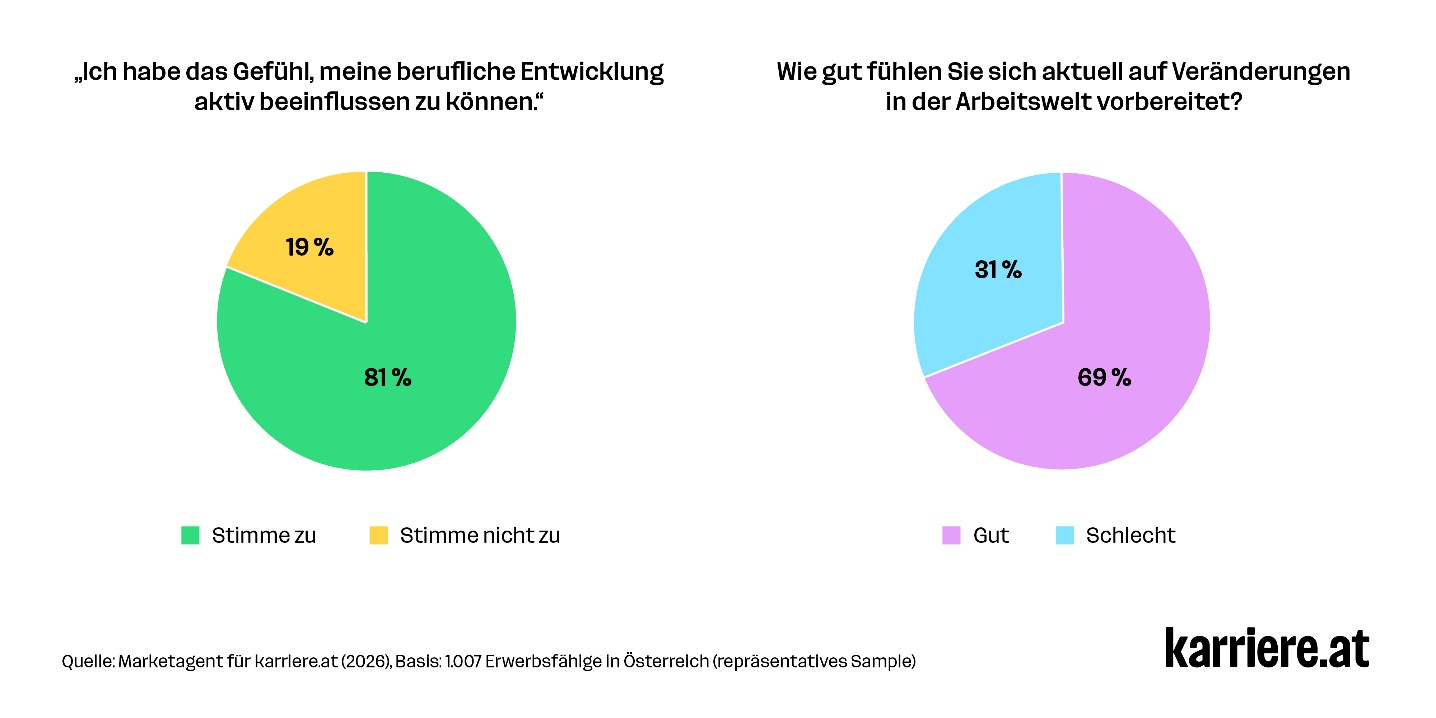 „Ich habe das Gefühl, meine berufliche Entwicklung
aktiv beeinflussen zu können.“
19 %
81 %
Stimme zu
Stimme nicht zu
Wie gut fühlen Sie sich aktuell auf Veränderungen
in der Arbeitswelt vorbereitet?
31 %
69 %
Gut
Schlecht
Quelle: Marketagent für karriere.at (2026), Basis: 1.007 Erwerbsfähige in Österreich (repräsentatives Sample)
karriere.at